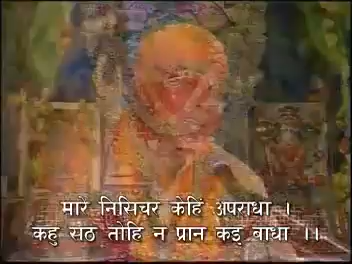 मारे निसिचर केहिं अपराधा ।
कहु सठ तोहि न प्रान कइ बाधा ।।